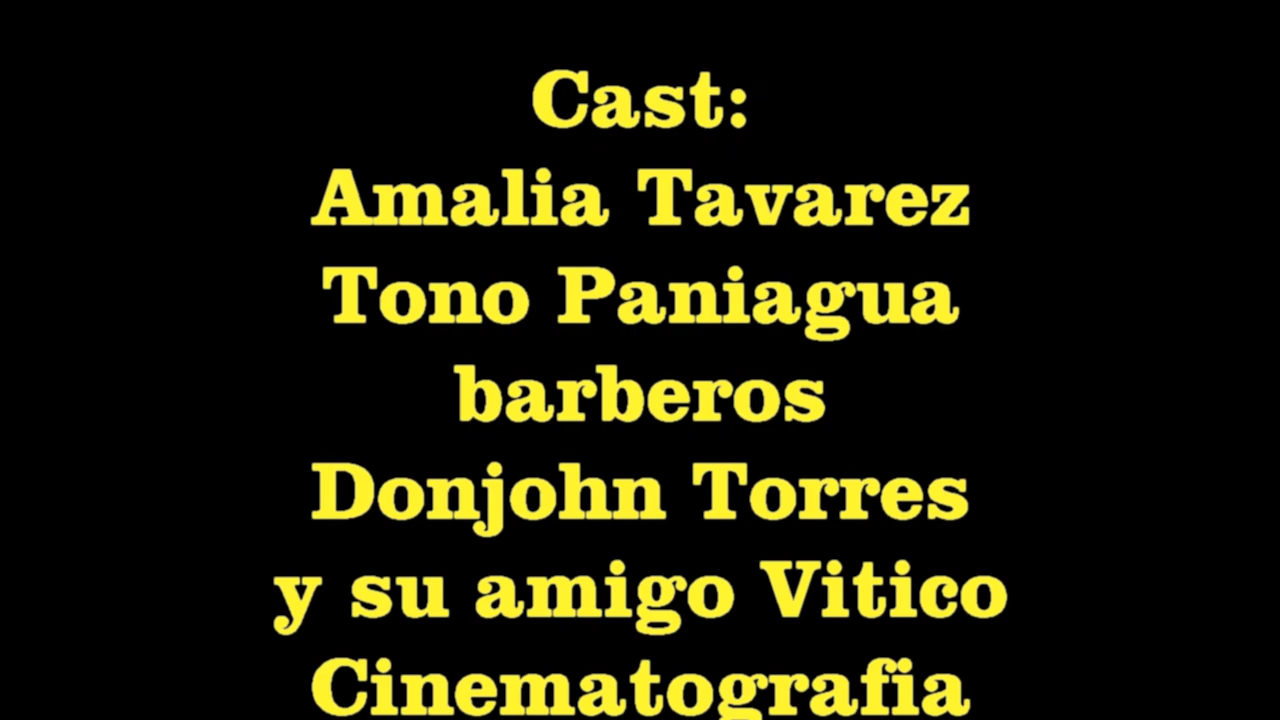 Cast:
Amalia Tavarez
Tono Paniagua
barberos
Donjohn Torres
y su amigo Vitico
Cinematografia